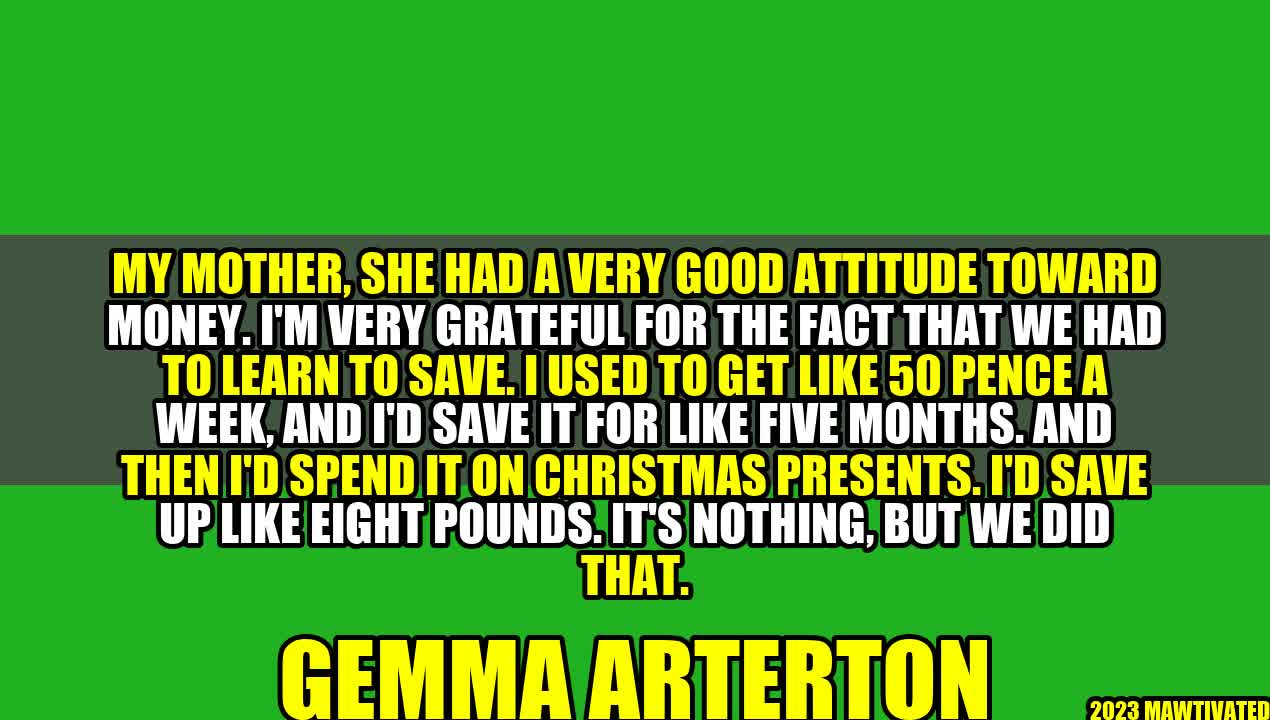 MY MOTHER, SHE HAD A VERY GOOD ATTITUDE TOWARD
MONEY. I'M VERY GRATEFUL FOR THE FACT THAT WE HAD
TO LEARN TO SAVE. I USED TO GET LIKE 50 PENCE A
WEEK, AND I'D SAVE IT FOR LIKE FIVE MONTHS. AND
THEN I'D SPEND IT ON CHRISTMAS PRESENTS. I'D SAVE
UP LIKE EIGHT POUNDS. IT'S NOTHING, BUT WE DID
THAT.
GEMMA ARTERTON
2023 MAWTIVATED